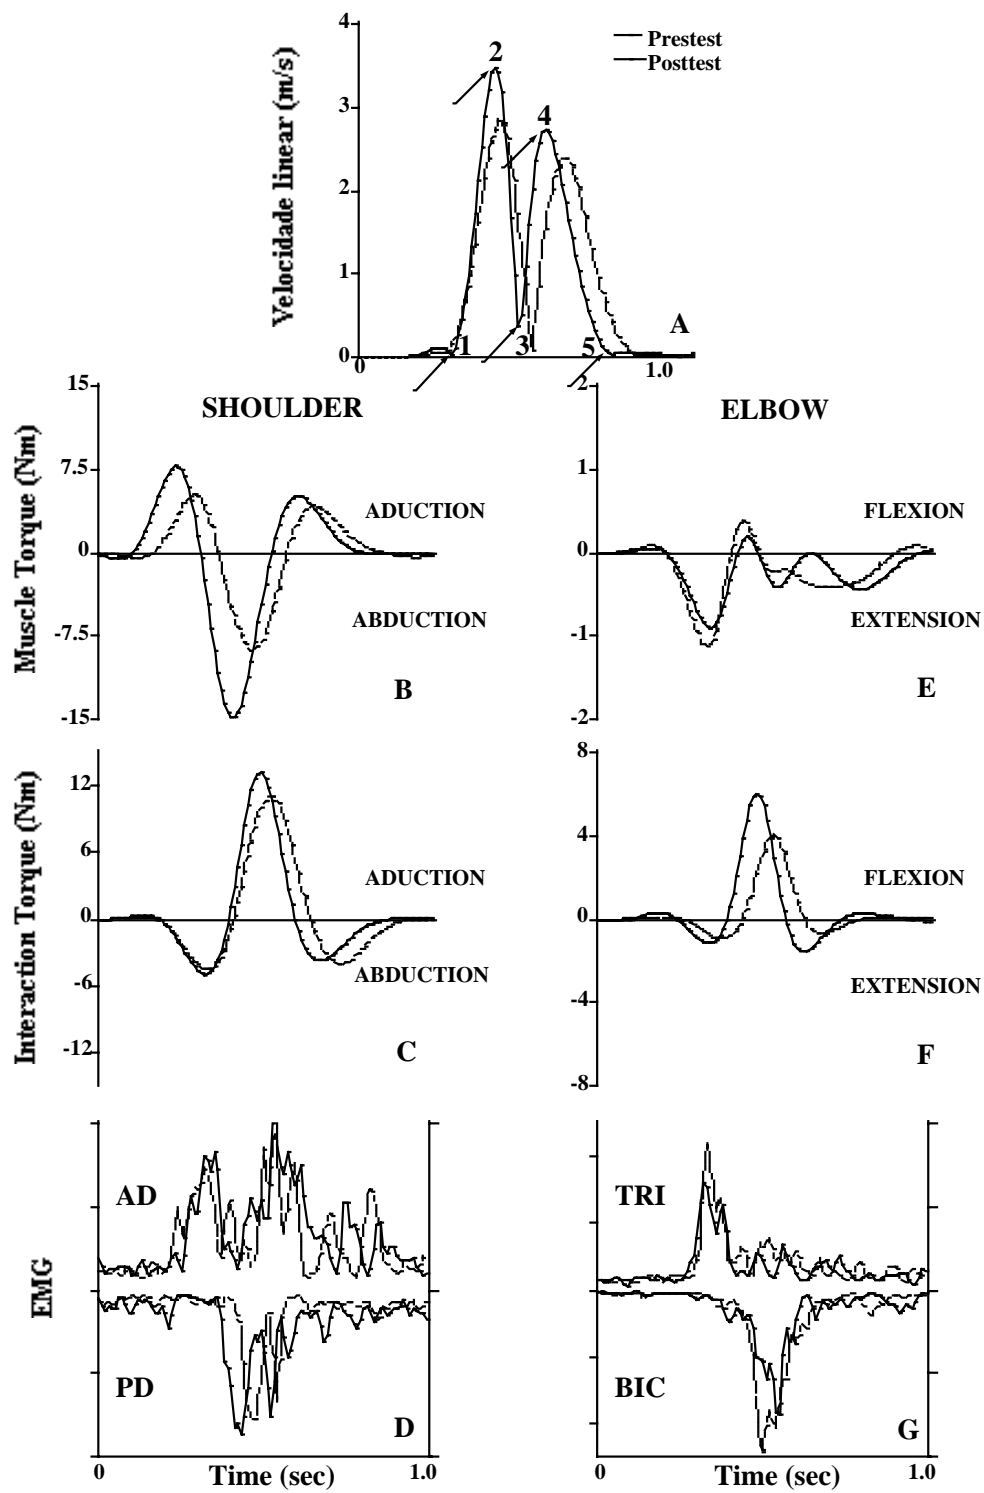 4
3
2
1
0
Velocidade linear (m/s)
Prestest
Posttest
2
4
1
3
5
A
0
1.0
SHOULDER
ELBOW
15
7.5
0
-7.5
-15
Muscle Torque (Nm)
ADUCTION
ABDUCTION
B
2
1
0
-1
-2
FLEXION
EXTENSION
E
12
6
0
-6
-12
Interaction Torque (Nm)
ADUCTION
ABDUCTION
C
8
4
0
-4
-8
FLEXION
EXTENSION
F
EMG
AD
PD
D
0
1.0
Time (sec)
TRI
BIC
G
0
1.0
Time (sec)